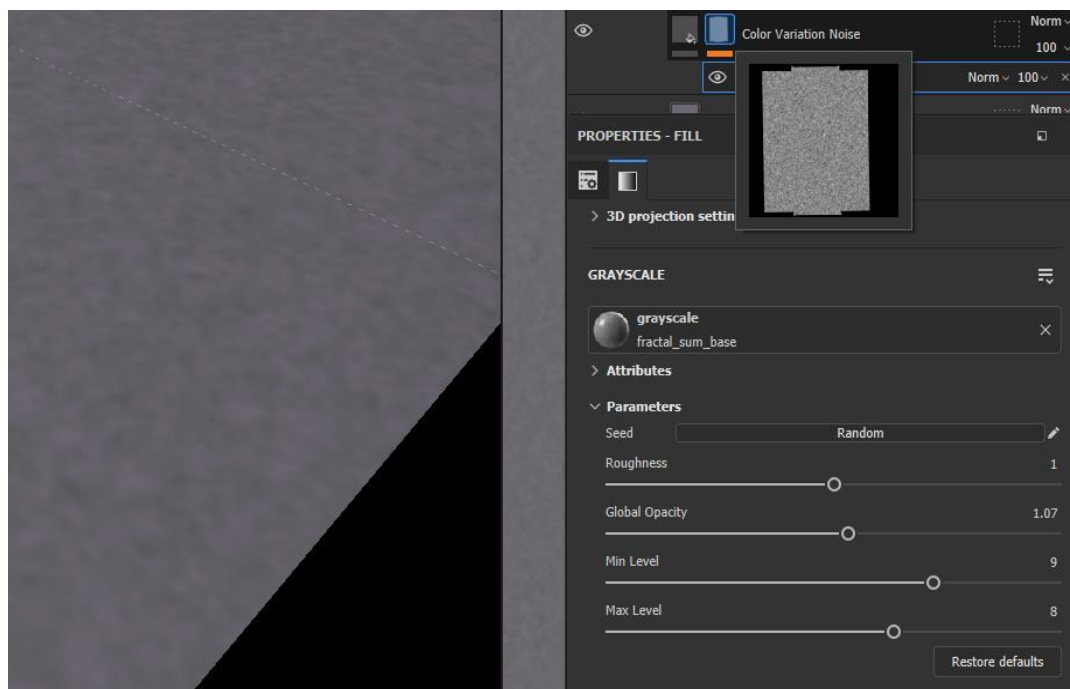 Norm
Color Variation Noise
100
Norm 100
Norm
PROPERTIES - FILL
3D projection settin
GRAYSCALE
grayscale
fractal_sum_base
Attributes
Parameters
Seed Random
Roughness 1
Global Opacity 1.07
Min Level 9
Max Level 8
Restore defaults